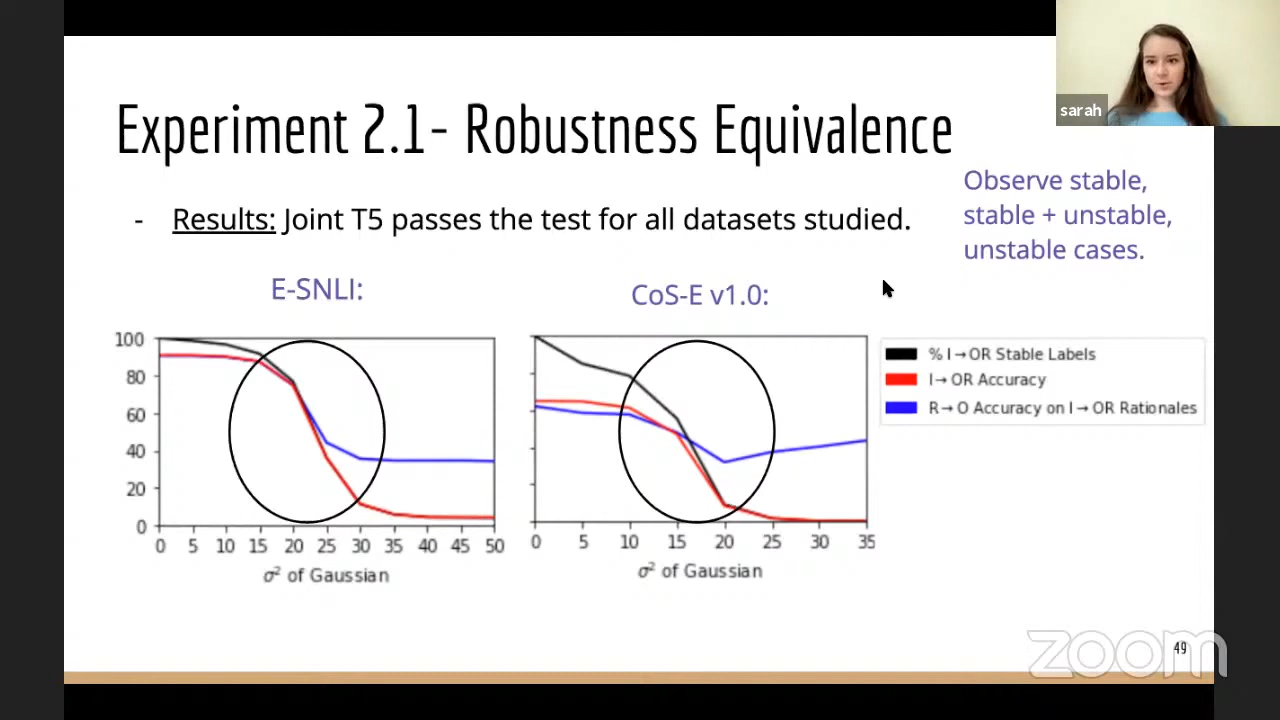 sarah
Experiment 2.1- Robustness Equivalence
Observe stable,
stable + unstable,
unstable cases.
- Results: Joint T5 passes the test for all datasets studied.
E-SNLI:
CoS-E v1.0:
100
80
60
40
20
0
0 5 10 15 20 25 30 35 40 45 50
σ² of Gaussian
0 5 10 15 20 25 30 35
σ² of Gaussian
% I→OR Stable Labels
I→OR Accuracy
R→O Accuracy on I→OR Rationales
zoom
49